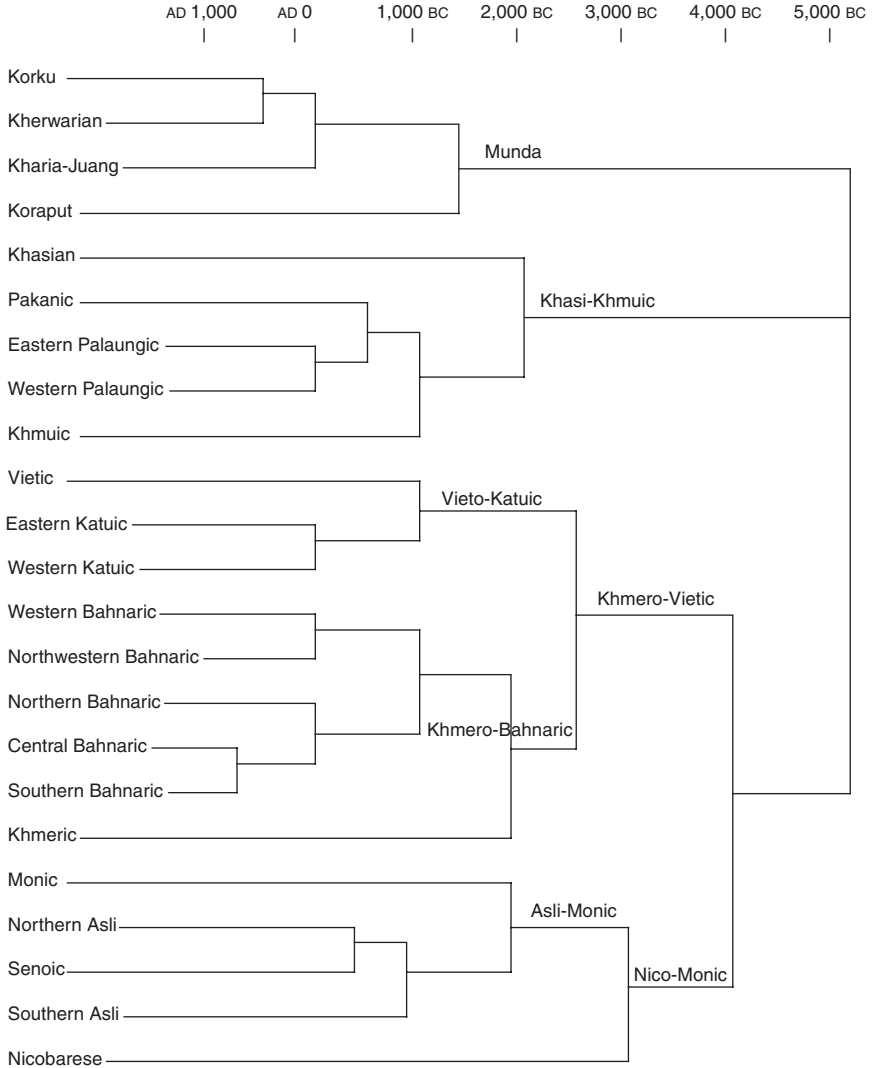 AD 1,000 AD 0 1,000 BC 2,000 BC 3,000 BC 4,000 BC 5,000 BC
Korku
Kherwarian
Munda
Kharia-Juang
Koraput
Khasian
Pakanic
Khasi-Khmuic
Eastern Palaungic
Western Palaungic
Khmuic
Vietic
Vieto-Katuic
Eastern Katuic
Western Katuic
Khmero-Vietic
Western Bahnaric
Northwestern Bahnaric
Northern Bahnaric
Khmero-Bahnaric
Central Bahnaric
Southern Bahnaric
Khmeric
Monic
Asli-Monic
Northern Asli
Senoic
Nico-Monic
Southern Asli
Nicobarese